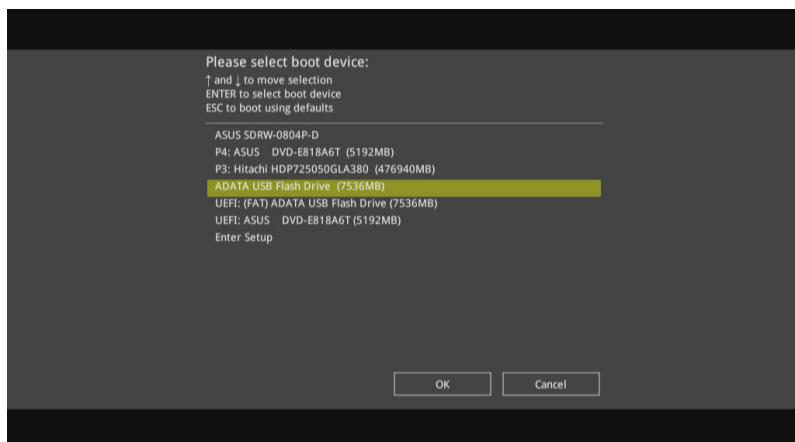 Please select boot device:
↑ and ↓ to move selection
ENTER to select boot device
ESC to boot using defaults
ASUS SDRW-0804P-D
P4: ASUS DVD-E818A6T (5192MB)
P3: Hitachi HDP725050GLA380 (476940MB)
ADATA USB Flash Drive (7536MB)
UEFI: (FAT) ADATA USB Flash Drive (7536MB)
UEFI: ASUS DVD-E818A6T (5192MB)
Enter Setup
OK Cancel